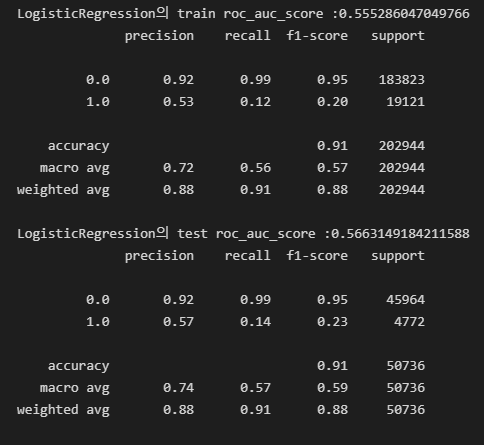 LogisticRegression의 train roc_auc_score :0.555286047049766
precision recall f1-score support
0.0 0.92 0.99 0.95 183823
1.0 0.53 0.12 0.20 19121
accuracy 0.91 202944
macro avg 0.72 0.56 0.57 202944
weighted avg 0.88 0.91 0.88 202944
LogisticRegression의 test roc_auc_score :0.5663149184211588
precision recall f1-score support
0.0 0.92 0.99 0.95 45964
1.0 0.57 0.14 0.23 4772
accuracy 0.91 50736
macro avg 0.74 0.57 0.59 50736
weighted avg 0.88 0.91 0.88 50736